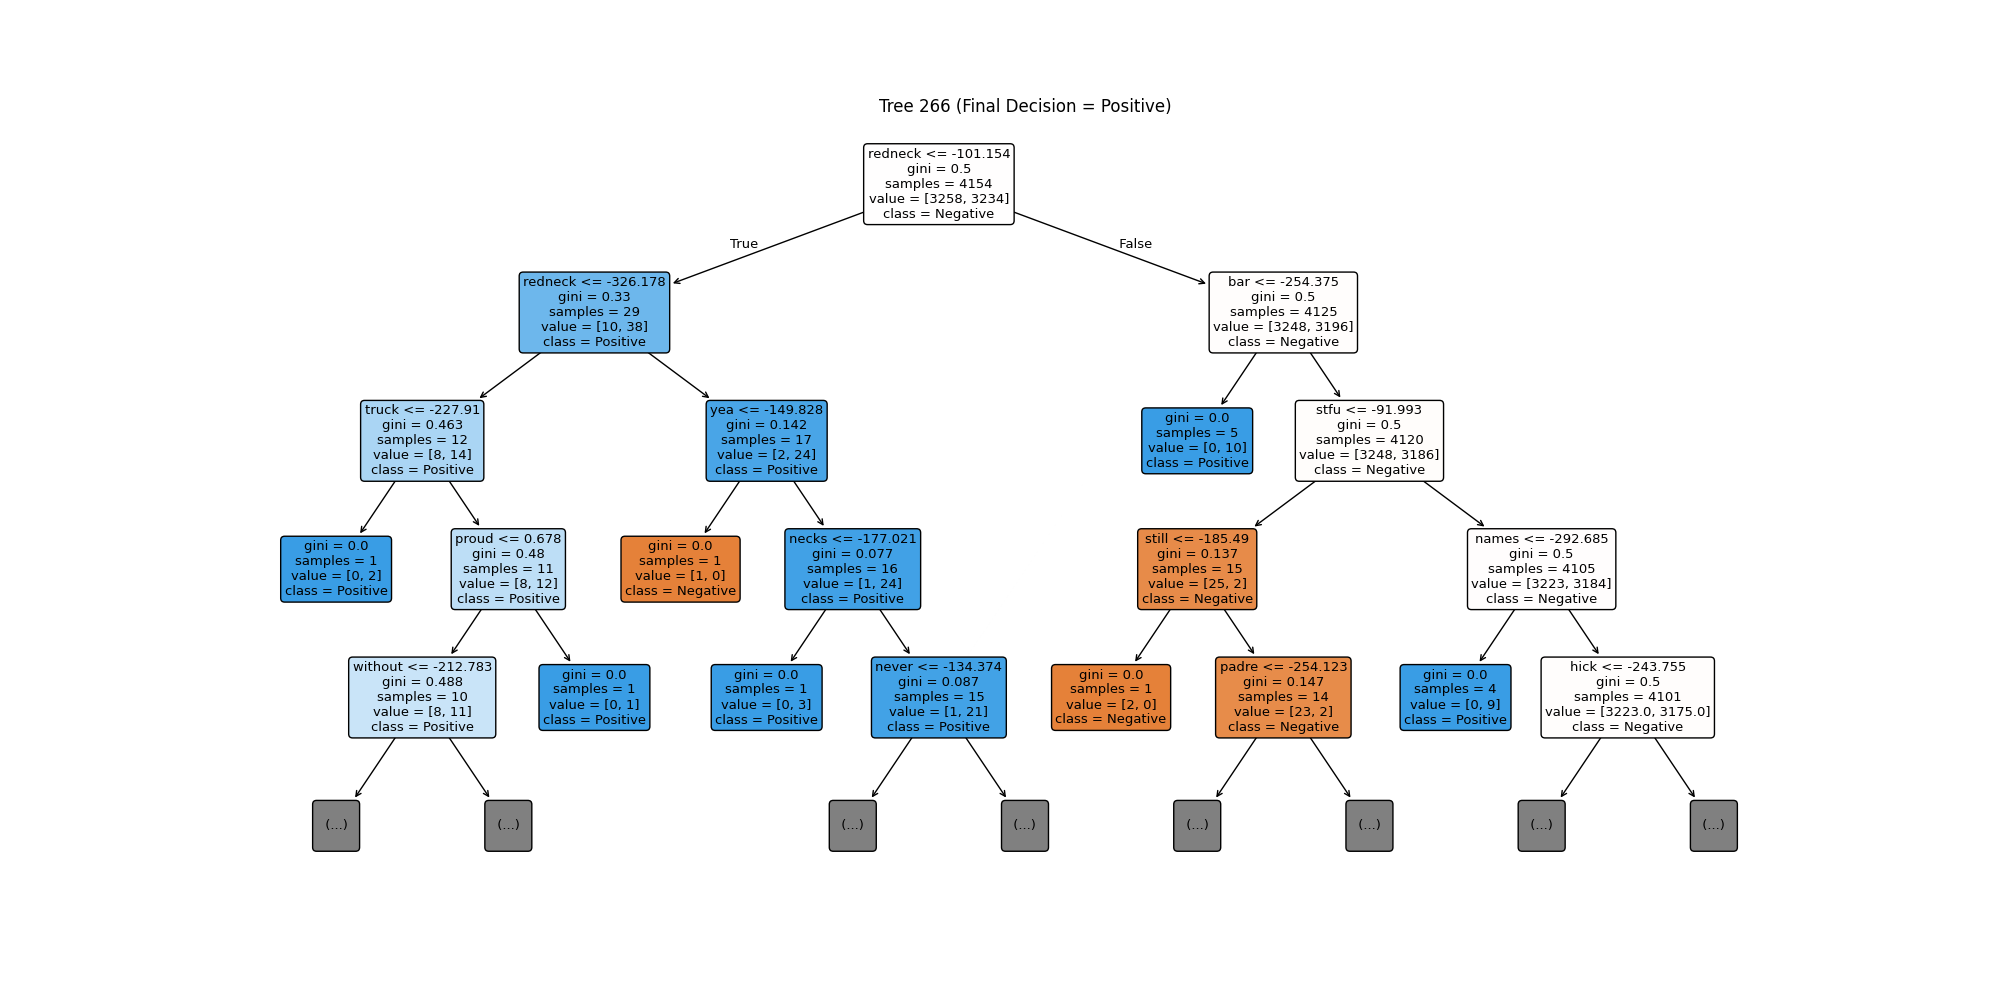 Tree 266 (Final Decision = Positive)
redneck <= -101.154
gini = 0.5
samples = 4154
value = [3258, 3234]
class = Negative
True
False
redneck <= -326.178
gini = 0.33
samples = 29
value = [10, 38]
class = Positive
bar <= -254.375
gini = 0.5
samples = 4125
value = [3248, 3196]
class = Negative
truck <= -227.91
gini = 0.463
samples = 12
value = [8, 14]
class = Positive
yea <= -149.828
gini = 0.142
samples = 17
value = [2, 24]
class = Positive
gini = 0.0
samples = 5
value = [0, 10]
class = Positive
stfu <= -91.993
gini = 0.5
samples = 4120
value = [3248, 3186]
class = Negative
gini = 0.0
samples = 1
value = [0, 2]
class = Positive
proud <= 0.678
gini = 0.48
samples = 11
value = [8, 12]
class = Positive
gini = 0.0
samples = 1
value = [1, 0]
class = Negative
necks <= -177.021
gini = 0.077
samples = 16
value = [1, 24]
class = Positive
still <= -185.49
gini = 0.137
samples = 15
value = [25, 2]
class = Negative
names <= -292.685
gini = 0.5
samples = 4105
value = [3223, 3184]
class = Negative
without <= -212.783
gini = 0.488
samples = 10
value = [8, 11]
class = Positive
gini = 0.0
samples = 1
value = [0, 1]
class = Positive
gini = 0.0
samples = 1
value = [0, 3]
class = Positive
never <= -134.374
gini = 0.087
samples = 15
value = [1, 21]
class = Positive
gini = 0.0
samples = 1
value = [2, 0]
class = Negative
padre <= -254.123
gini = 0.147
samples = 14
value = [23, 2]
class = Negative
gini = 0.0
samples = 4
value = [0, 9]
class = Positive
hick <= -243.755
gini = 0.5
samples = 4101
value = [3223.0, 3175.0]
class = Negative
(...)
(...)
(...)
(...)
(...)
(...)
(...)
(...)